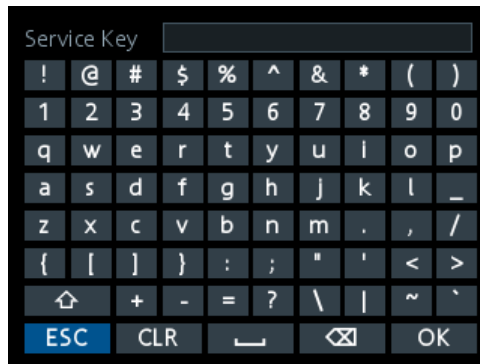 Service Key
! @ # $ % ^ & * ( )
1 2 3 4 5 6 7 8 9 0
q w e r t y u i o p
a s d f g h j k l _
z x c v b n m . , /
{ [ ] } : ; " ' < >
+ - = ? \ | ~ `
ESC CLR OK